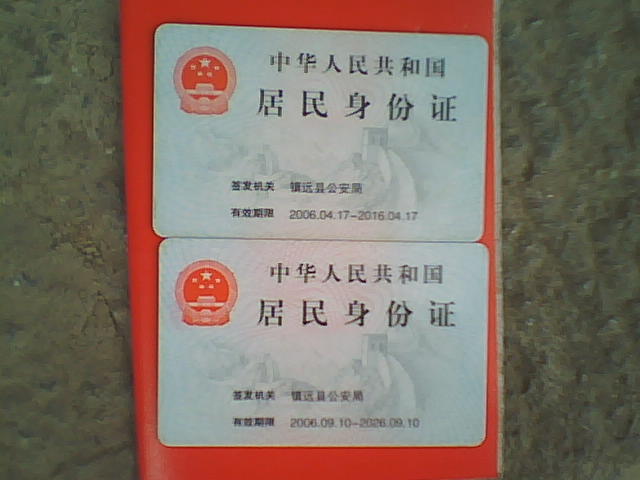 中华人民共和国
居民身份证
签发机关 镇远县公安局
有效期限 2006.04.17-2016.04.17
中华人民共和国
居民身份证
签发机关 镇远县公安局
有效期限 2006.09.10-2026.09.10